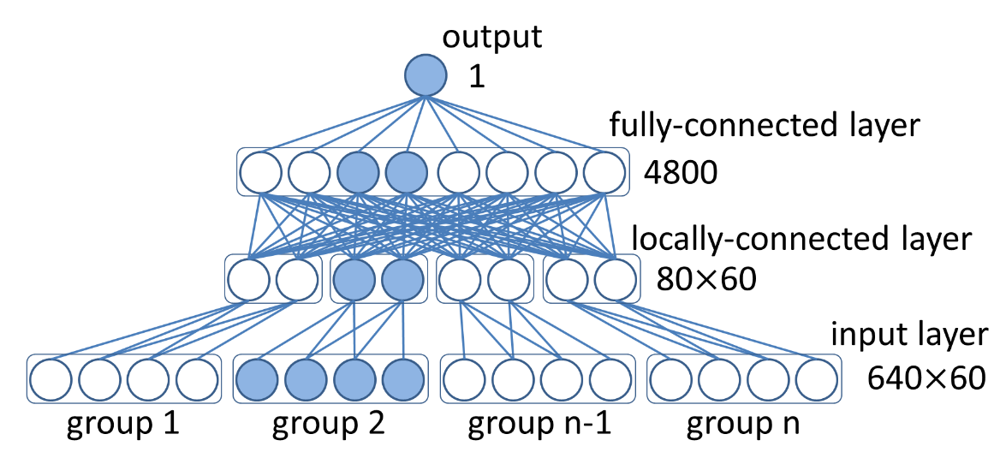 output
1
fully-connected layer
4800
locally-connected layer
80×60
input layer
640×60
group 1
group 2
group n-1
group n